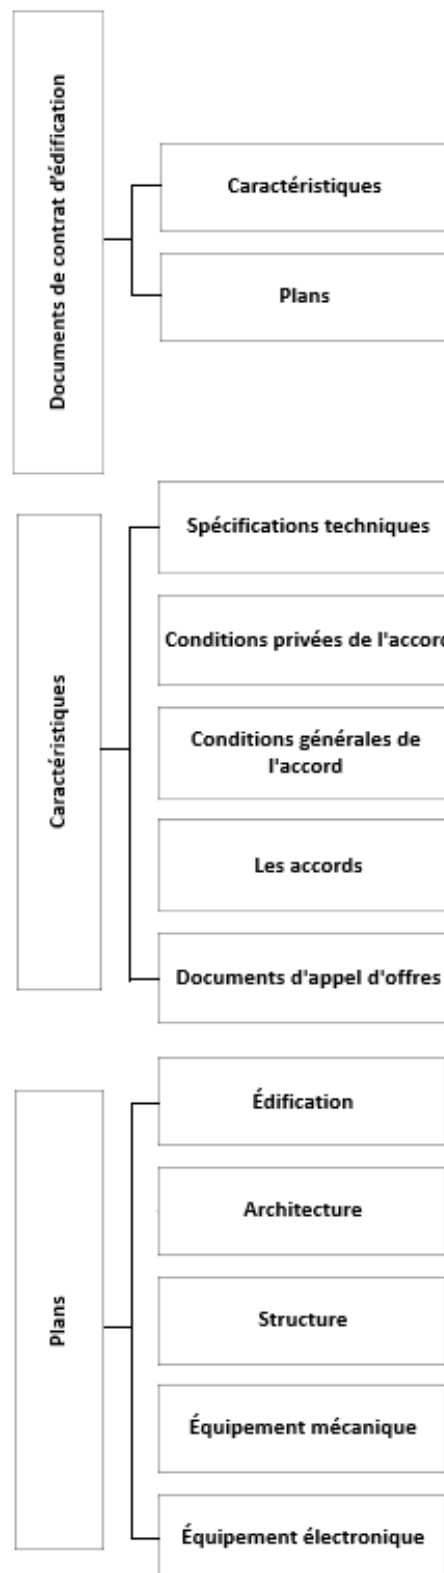 Documents de contrat d'édification
Caractéristiques
Plans
Caractéristiques
Spécifications techniques
Conditions privées de l'accord
Conditions générales de
l'accord
Les accords
Documents d'appel d'offres
Plans
Édification
Architecture
Structure
Équipement mécanique
Équipement électronique